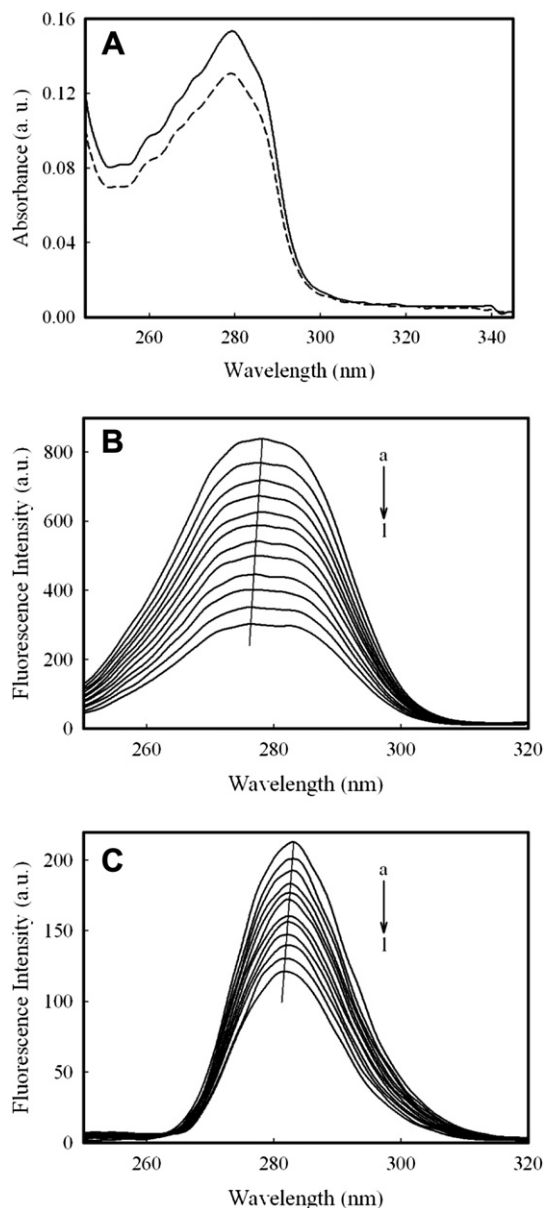 A
0.16
0.12
0.08
0.04
0.00
Absorbance (a. u.)
260 280 300 320 340
Wavelength (nm)
B
a
l
800
600
400
200
0
Fluorescence Intensity (a.u.)
260 280 300 320
Wavelength (nm)
C
a
l
200
150
100
50
0
Fluorescence Intensity (a.u.)
260 280 300 320
Wavelength (nm)